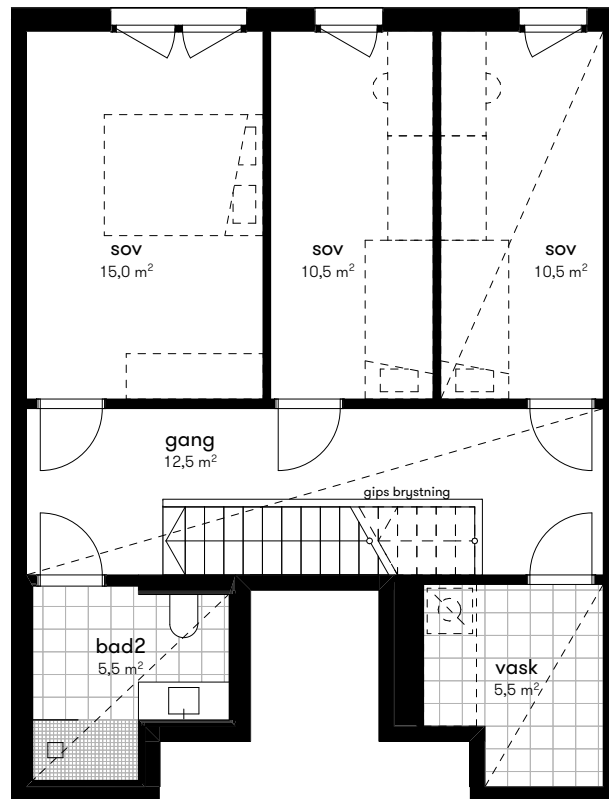 sov
15,0 m²
sov
10,5 m²
sov
10,5 m²
gang
12,5 m²
gips brystning
bad2
5,5 m²
vask
5,5 m²